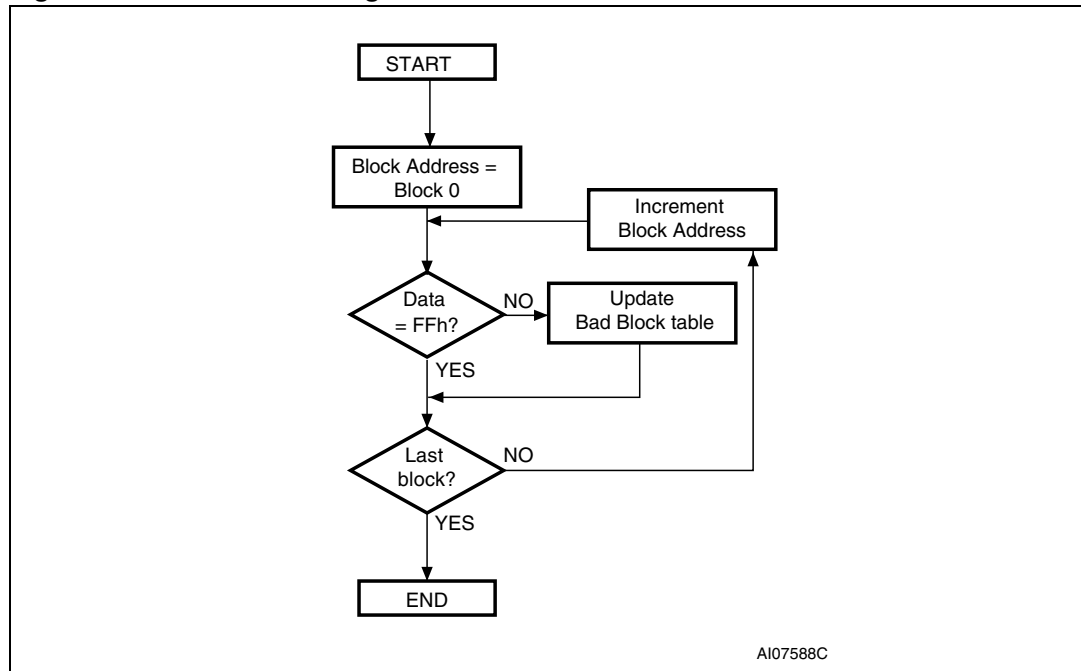 START
Block Address =
Block 0
Increment
Block Address
Data
= FFh?
NO
Update
Bad Block table
YES
Last
block?
NO
YES
END
AI07588C